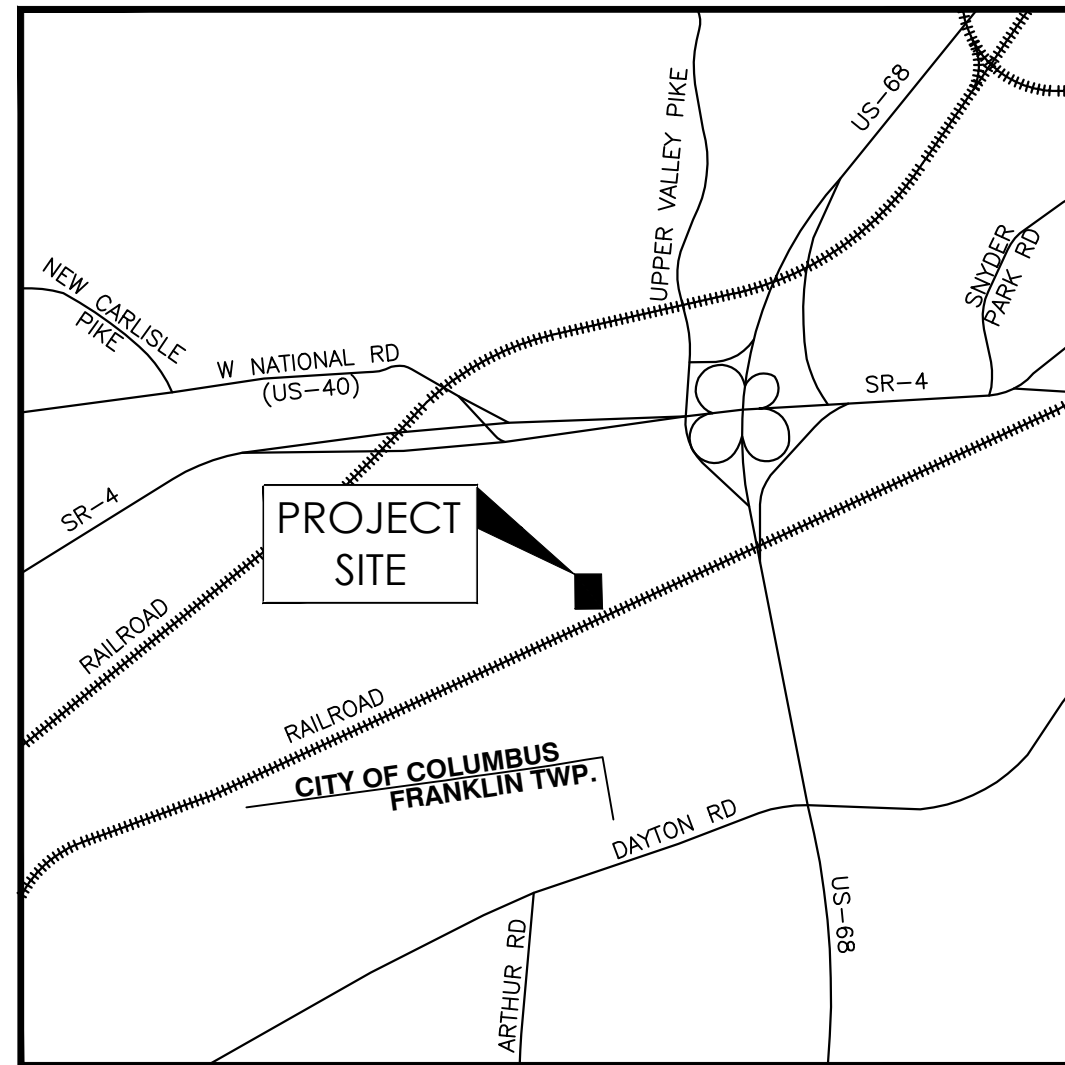 UPPER VALLEY PIKE
US-68
SNYDER
PARK RD
NEW CARLISLE
PIKE
W NATIONAL RD
(US-40)
SR-4
SR-4
PROJECT
SITE
RAILROAD
RAILROAD
CITY OF COLUMBUS
FRANKLIN TWP.
DAYTON RD
US-68
ARTHUR RD